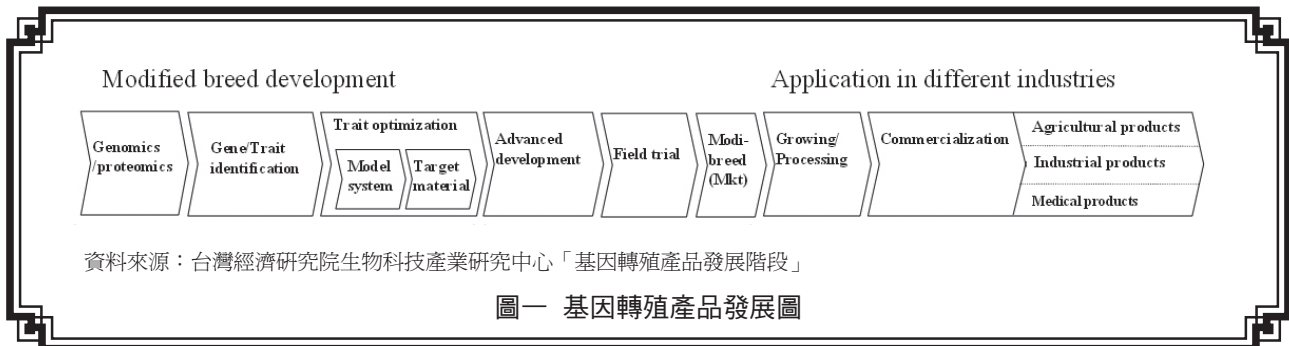 Modified breed development
Application in different industries
Genomics
/proteomics
Gene/Trait
identification
Trait optimization
Model
system
Target
material
Advanced
development
Field trial
Modi-
breed
(Mkt)
Growing/
Processing
Commercialization
Agricultural products
Industrial products
Medical products
資料來源：台灣經濟研究院生物科技產業研究中心「基因轉殖產品發展階段」
圖一 基因轉殖產品發展圖